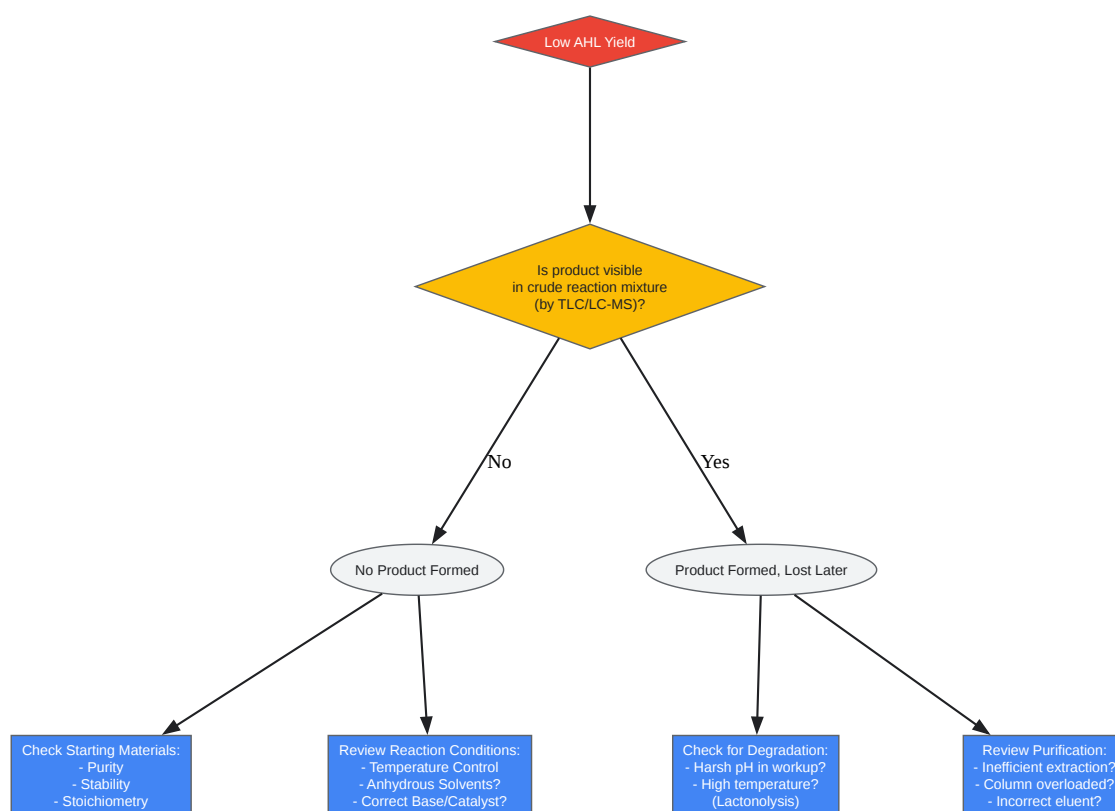 Low AHL Yield
Is product visible
in crude reaction mixture
(by TLC/LC-MS)?
No
Yes
No Product Formed
Product Formed, Lost Later
Check Starting Materials:
- Purity
- Stability
- Stoichiometry
Review Reaction Conditions:
- Temperature Control
- Anhydrous Solvents?
- Correct Base/Catalyst?
Check for Degradation:
- Harsh pH in workup?
- High temperature?
(Lactonolysis)
Review Purification:
- Inefficient extraction?
- Column overloaded?
- Incorrect eluent?